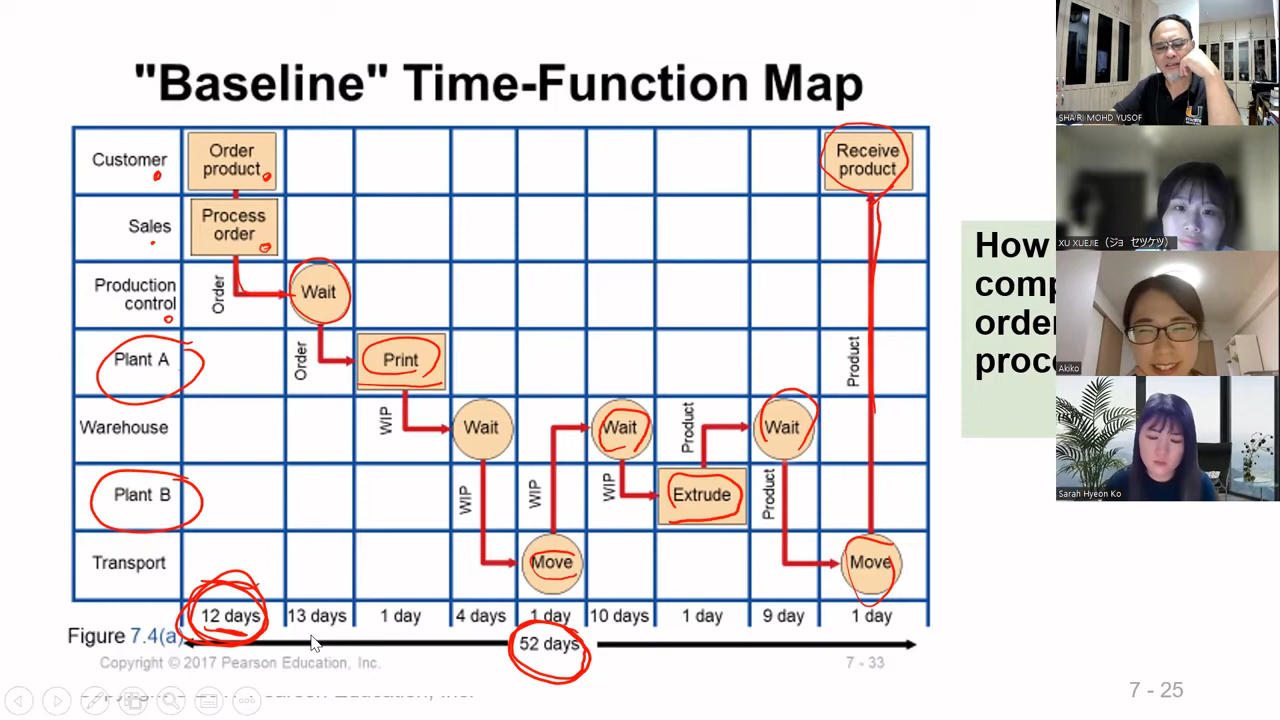 "Baseline" Time-Function Map
Customer
Order
product
Receive
product
Sales
Process
order
Production
control
Order
Wait
Plant A
Order
Print
Product
Warehouse
WIP
Wait
Wait
Product
Wait
Plant B
WIP
WIP
WIP
Extrude
Product
Transport
Move
Move
12 days
13 days
1 day
4 days
1 day
10 days
1 day
9 day
1 day
Figure 7.4(a)
52 days
Copyright © 2017 Pearson Education, Inc.
7 - 33
7 - 25
How
comp
order
proce
SHA'RI MOHD YUSOF
XU XUEJIE (ジョ セツケツ)
Akiko
Sarah Hyeon Ko